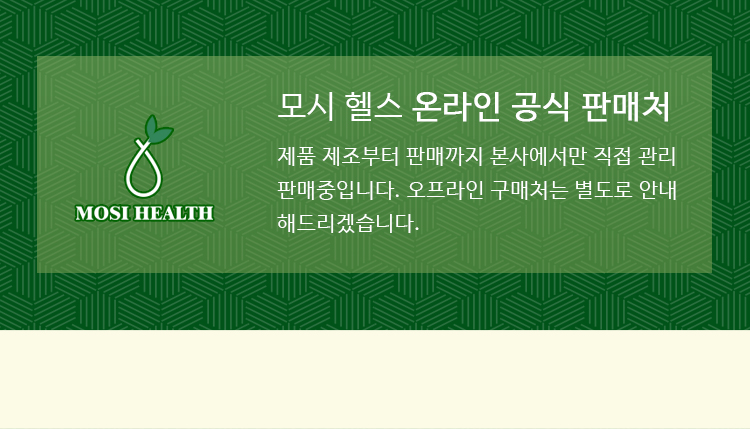 모시 헬스 온라인 공식 판매처
제품 제조부터 판매까지 본사에서만 직접 관리
판매중입니다. 오프라인 구매처는 별도로 안내
해드리겠습니다.
MOSI HEALTH